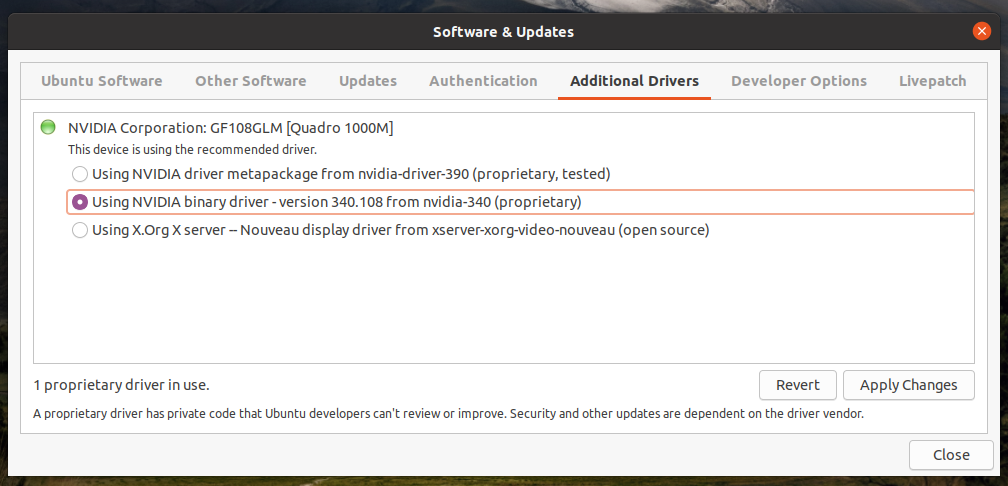 Software & Updates
Ubuntu Software Other Software Updates Authentication Additional Drivers Developer Options Livepatch
NVIDIA Corporation: GF108GLM [Quadro 1000M]
This device is using the recommended driver.
Using NVIDIA driver metapackage from nvidia-driver-390 (proprietary, tested)
Using NVIDIA binary driver - version 340.108 from nvidia-340 (proprietary)
Using X.Org X server -- Nouveau display driver from xserver-xorg-video-nouveau (open source)
1 proprietary driver in use. Revert Apply Changes
A proprietary driver has private code that Ubuntu developers can't review or improve. Security and other updates are dependent on the driver vendor.
Close